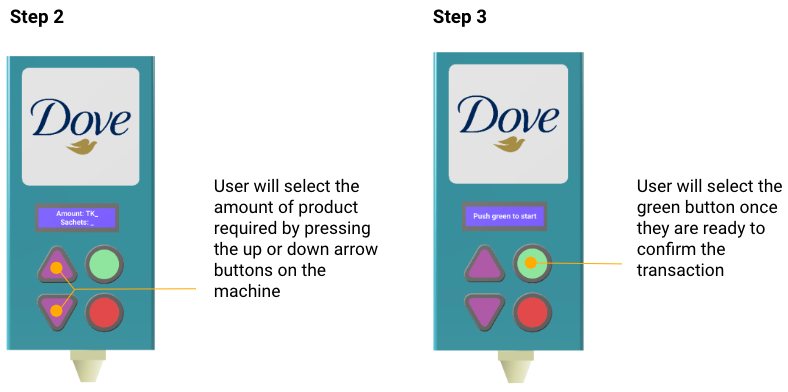 Step 2
Dove
Amount: TK_
Sachets: _
User will select the
amount of product
required by pressing
the up or down arrow
buttons on the
machine
Step 3
Dove
Push green to start
User will select the
green button once
they are ready to
confirm the
transaction